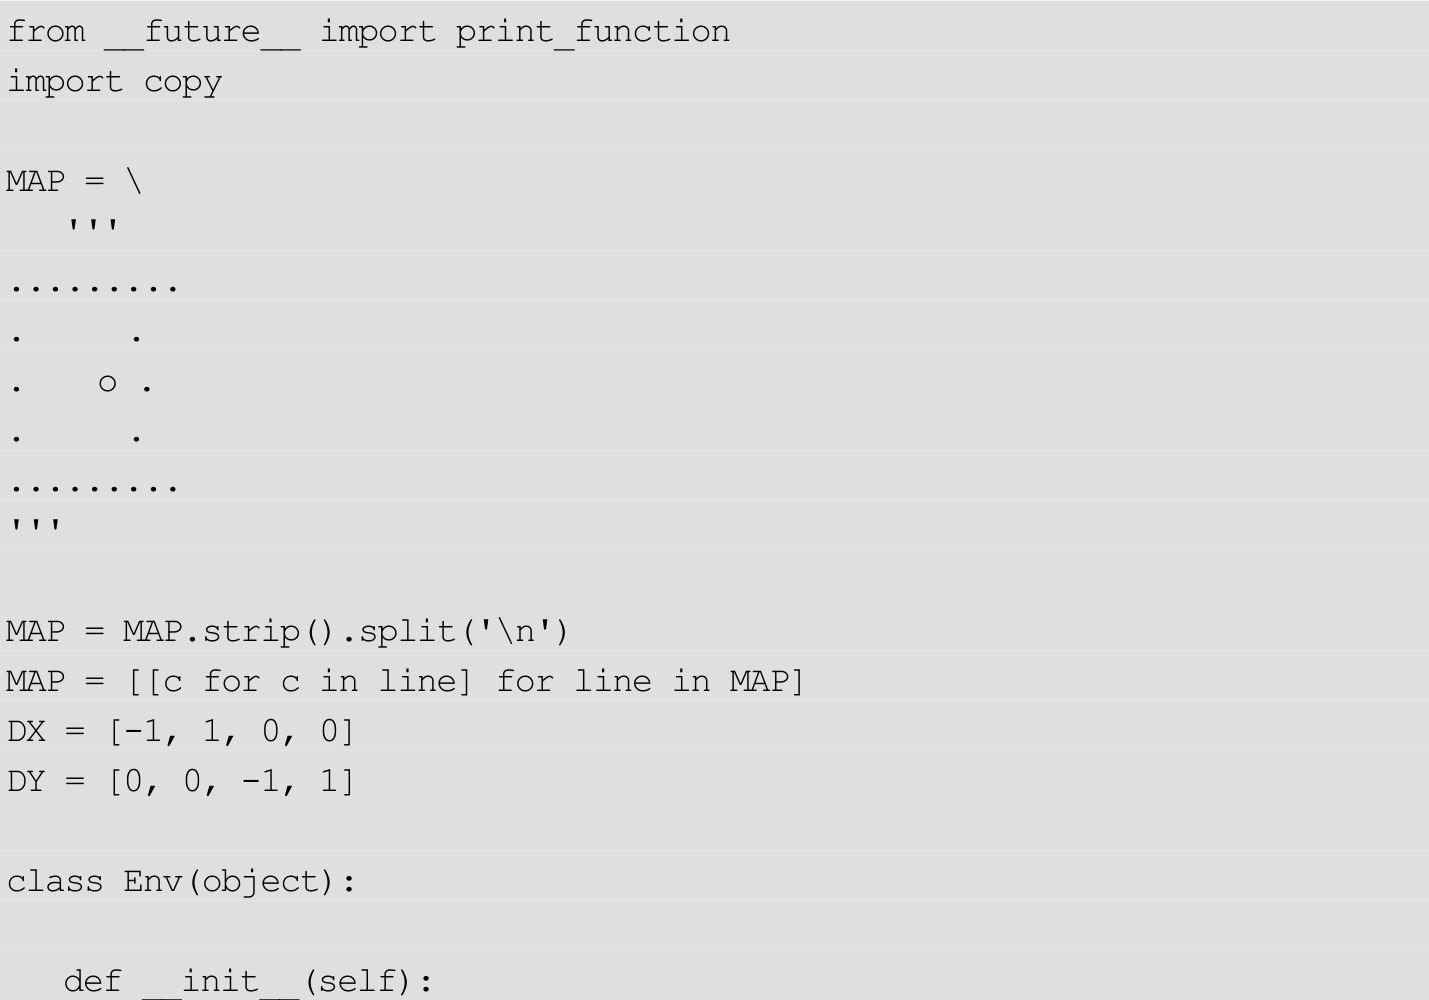 from __future__ import print_function
import copy
MAP = \
   '''
.........
.     .
.    o .
.     .
.........
'''
MAP = MAP.strip().split('\n')
MAP = [[c for c in line] for line in MAP]
DX = [-1, 1, 0, 0]
DY = [0, 0, -1, 1]
class Env(object):
   def __init__(self):